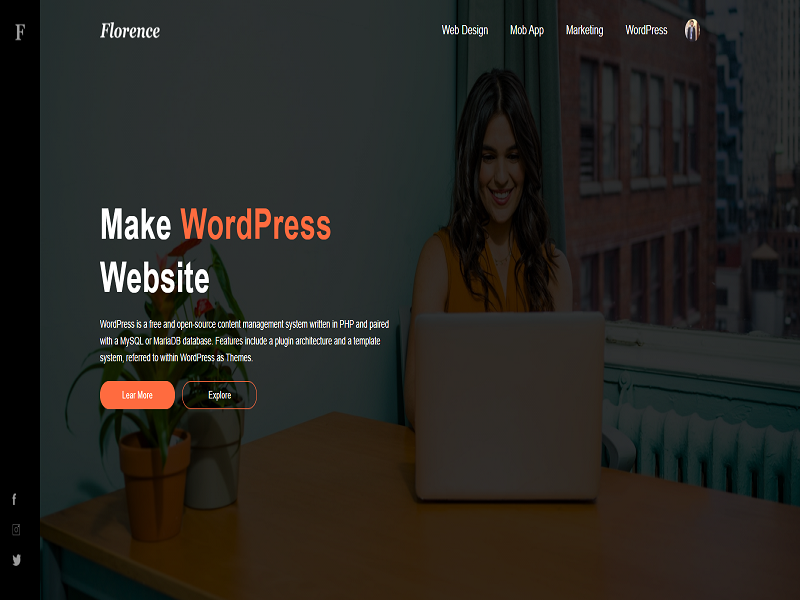 F
Florence
Web Design Mob App Marketing WordPress
Make WordPress
Website
WordPress is a free and open-source content management system written in PHP and paired
with a MySQL or MariaDB database. Features include a plugin architecture and a template
system, referred to within WordPress as Themes.
Lear More Explore